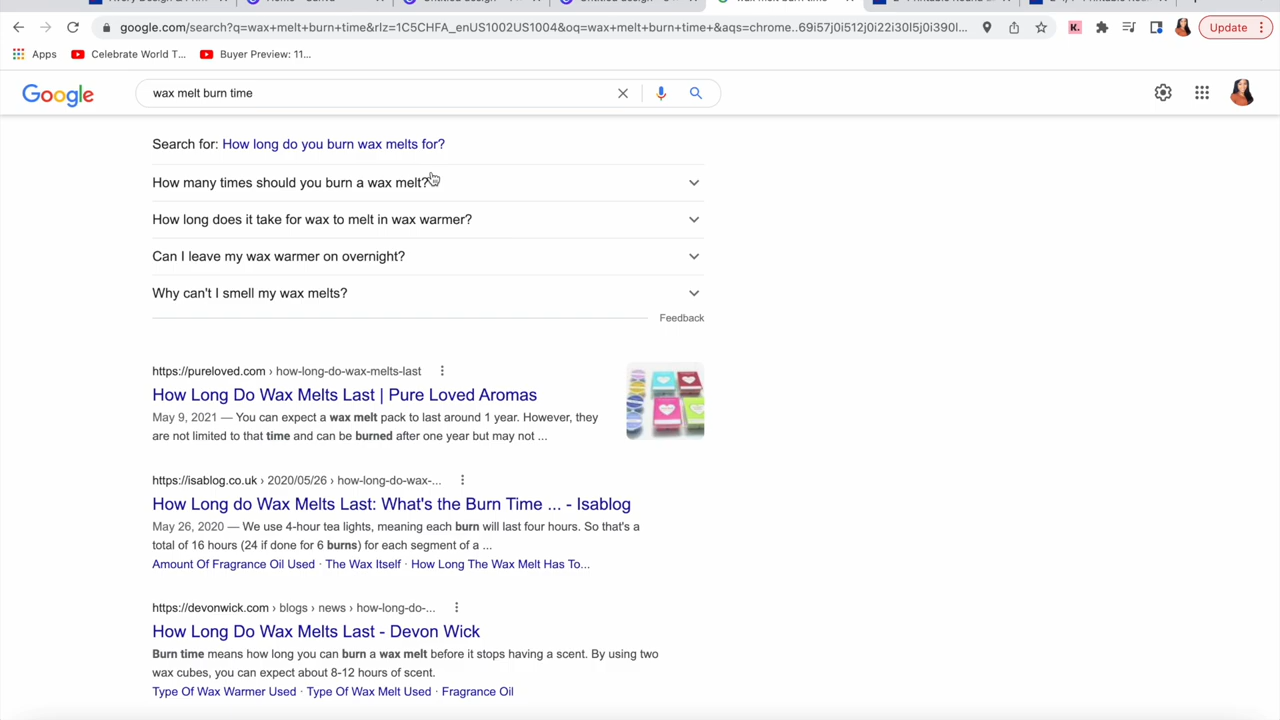 Home - Canva
Untitled design
Untitled design
wax melt burn time
google.com/search?q=wax+melt+burn+time&rlz=1C5CHFA_enUS1002US1004&oq=wax+melt+burn+time+&aqs=chrome..69i57j0i512j0i22i30l5j0i390l...
K.
Update
Apps
Celebrate World T...
Buyer Preview: 11...
Google
wax melt burn time
Search for: How long do you burn wax melts for?
How many times should you burn a wax melt?
How long does it take for wax to melt in wax warmer?
Can I leave my wax warmer on overnight?
Why can't I smell my wax melts?
Feedback
https://pureloved.com › how-long-do-wax-melts-last
How Long Do Wax Melts Last | Pure Loved Aromas
May 9, 2021 — You can expect a wax melt pack to last around 1 year. However, they
are not limited to that time and can be burned after one year but may not ...
https://isablog.co.uk › 2020/05/26 › how-long-do-wax-...
How Long do Wax Melts Last: What's the Burn Time ... - Isablog
May 26, 2020 — We use 4-hour tea lights, meaning each burn will last four hours. So that's a
total of 16 hours (24 if done for 6 burns) for each segment of a ...
Amount Of Fragrance Oil Used · The Wax Itself · How Long The Wax Melt Has To...
https://devonwick.com › blogs › news › how-long-do-...
How Long Do Wax Melts Last - Devon Wick
Burn time means how long you can burn a wax melt before it stops having a scent. By using two
wax cubes, you can expect about 8-12 hours of scent.
Type Of Wax Warmer Used · Type Of Wax Melt Used · Fragrance Oil